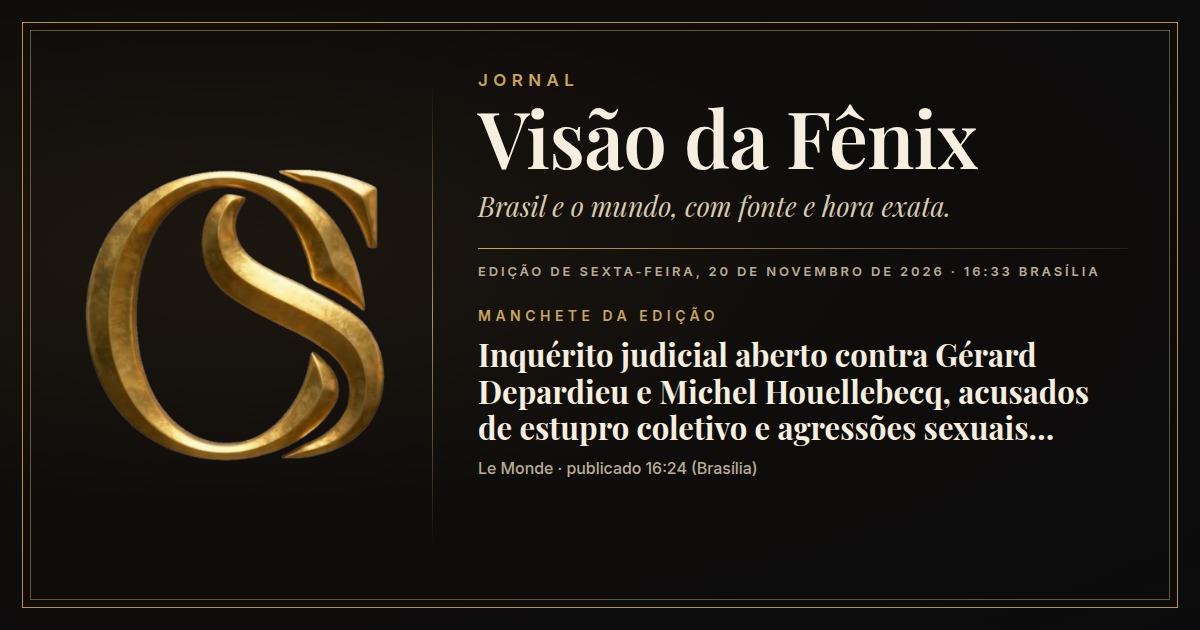 JORNAL
Visão da Fênix
Brasil e o mundo, com fonte e hora exata.
EDIÇÃO DE SEXTA-FEIRA, 20 DE NOVEMBRO DE 2026 · 16:33 BRASÍLIA
MANCHETE DA EDIÇÃO
Inquérito judicial aberto contra Gérard
Depardieu e Michel Houellebecq, acusados
de estupro coletivo e agressões sexuais...
Le Monde · publicado 16:24 (Brasília)
OS